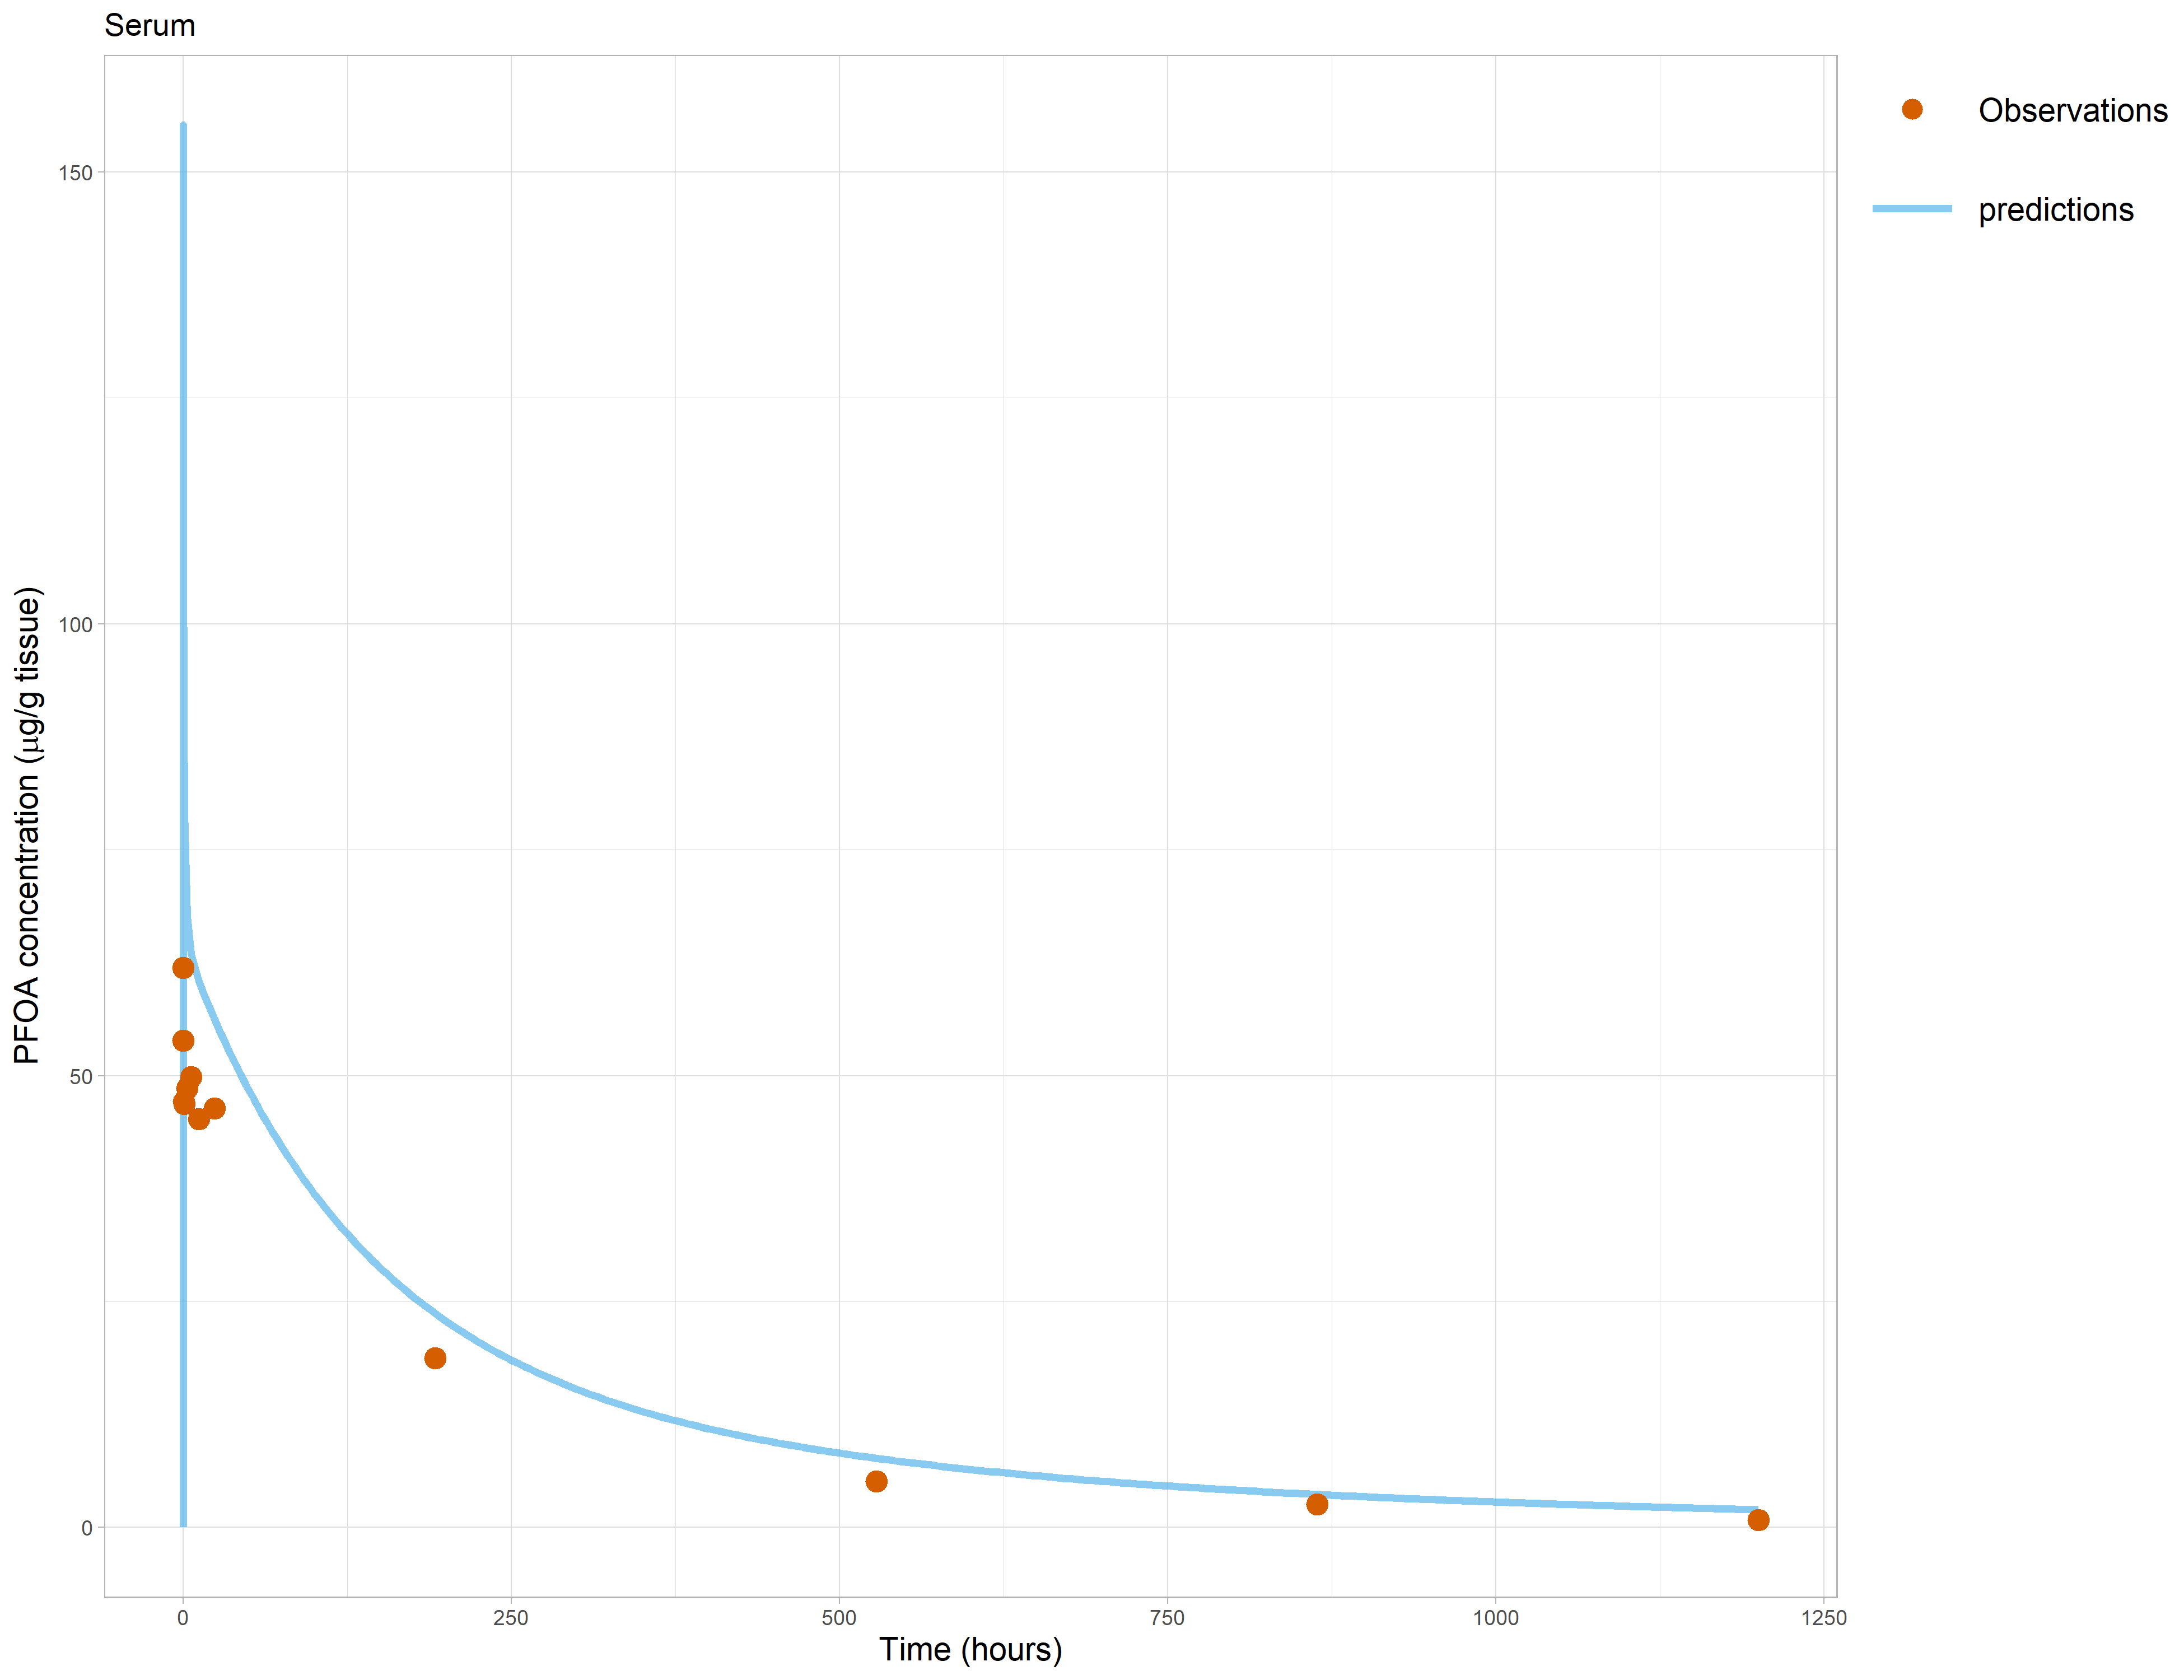 Serum
Observations
predictions
PFOA concentration (μg/g tissue)
150
100
50
0
0 250 500 750 1000 1250
Time (hours)